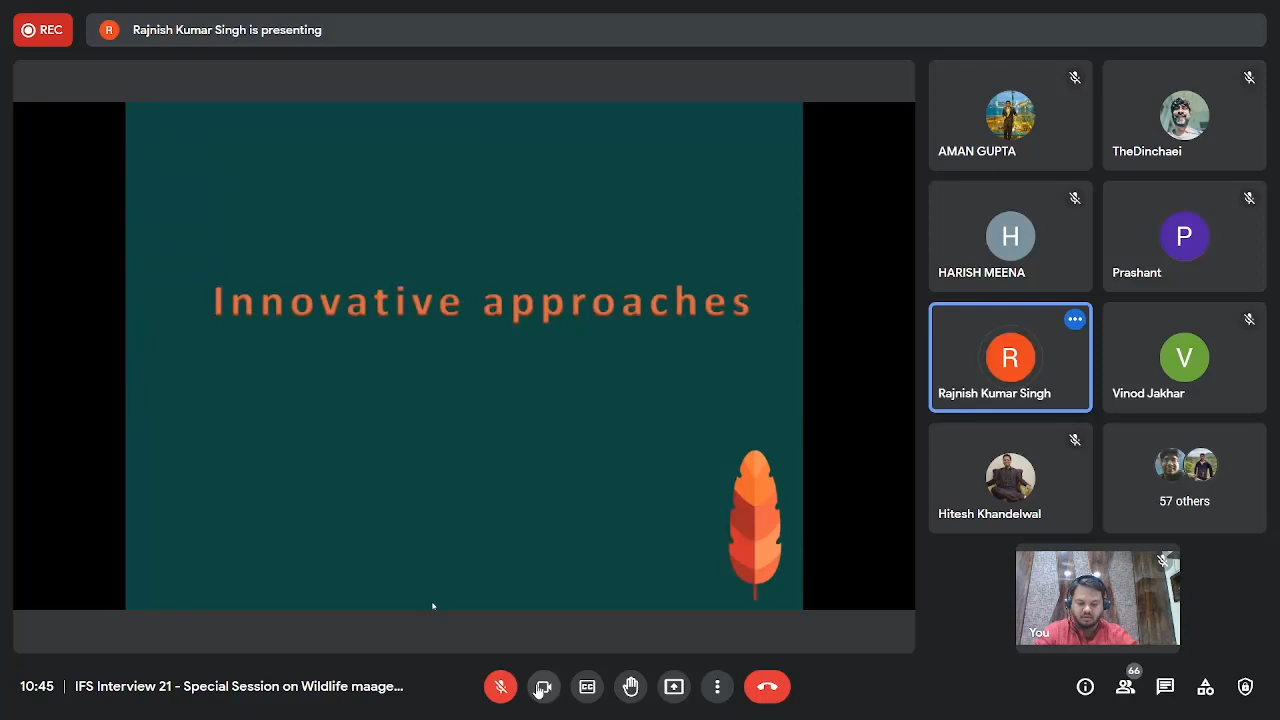 REC
R
Rajnish Kumar Singh is presenting
Innovative approaches
AMAN GUPTA
TheDinchaei
H
HARISH MEENA
P
Prashant
R
Rajnish Kumar Singh
V
Vinod Jakhar
Hitesh Khandelwal
57 others
You
10:45
IFS Interview 21 - Special Session on Wildlife maage...
CC
66